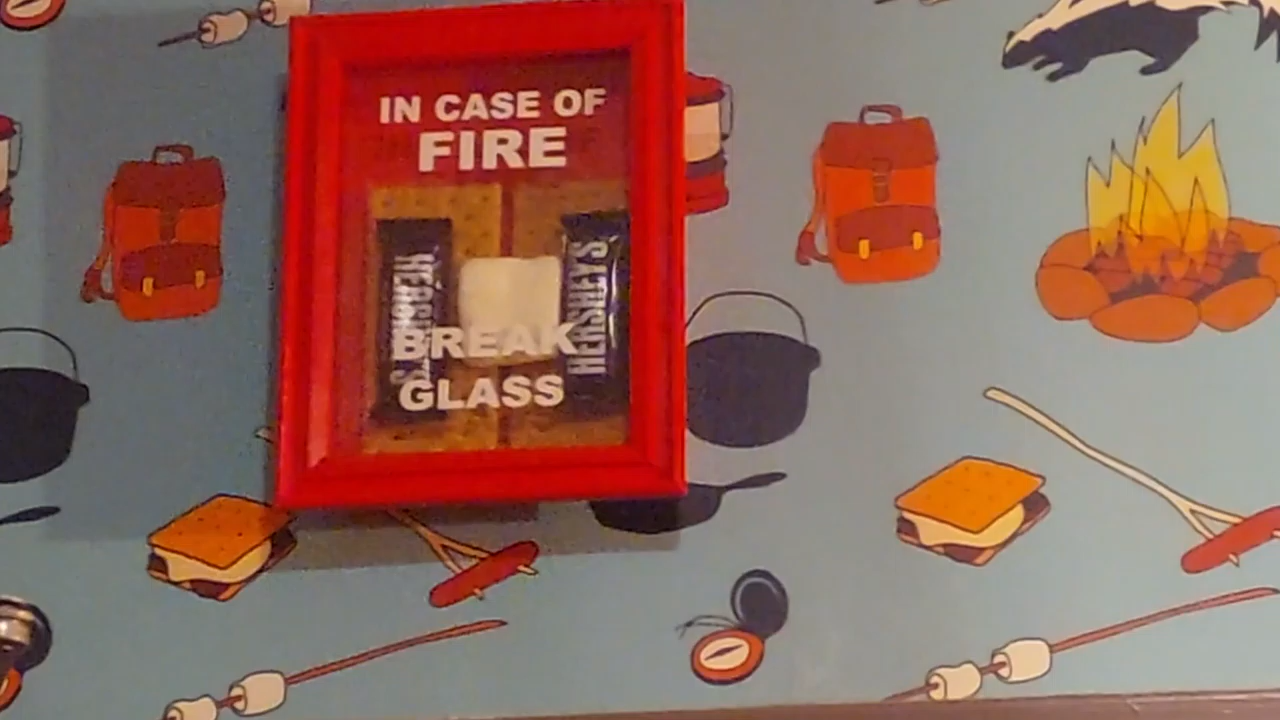 IN CASE OF
FIRE
HERSHEY'S
HERSHEY'S
BREAK
GLASS